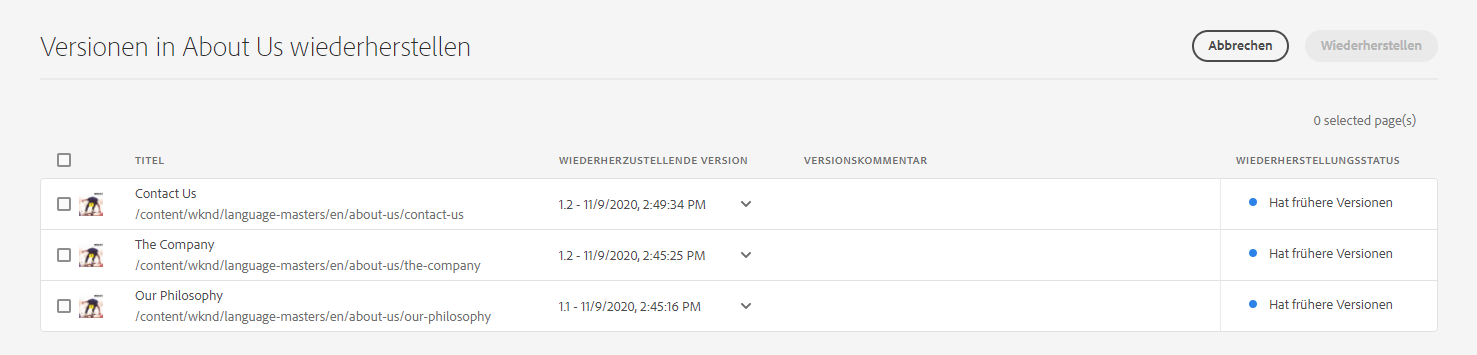 Versionen in About Us wiederherstellen
Abbrechen
Wiederherstellen
0 selected page(s)
TITEL
WIEDERHERZUSTELLENDE VERSION
VERSIONSKOMMENTAR
WIEDERHERSTELLUNGSSTATUS
Contact Us
/content/wknd/language-masters/en/about-us/contact-us
1.2 - 11/9/2020, 2:49:34 PM
Hat frühere Versionen
The Company
/content/wknd/language-masters/en/about-us/the-company
1.2 - 11/9/2020, 2:45:25 PM
Hat frühere Versionen
Our Philosophy
/content/wknd/language-masters/en/about-us/our-philosophy
1.1 - 11/9/2020, 2:45:16 PM
Hat frühere Versionen